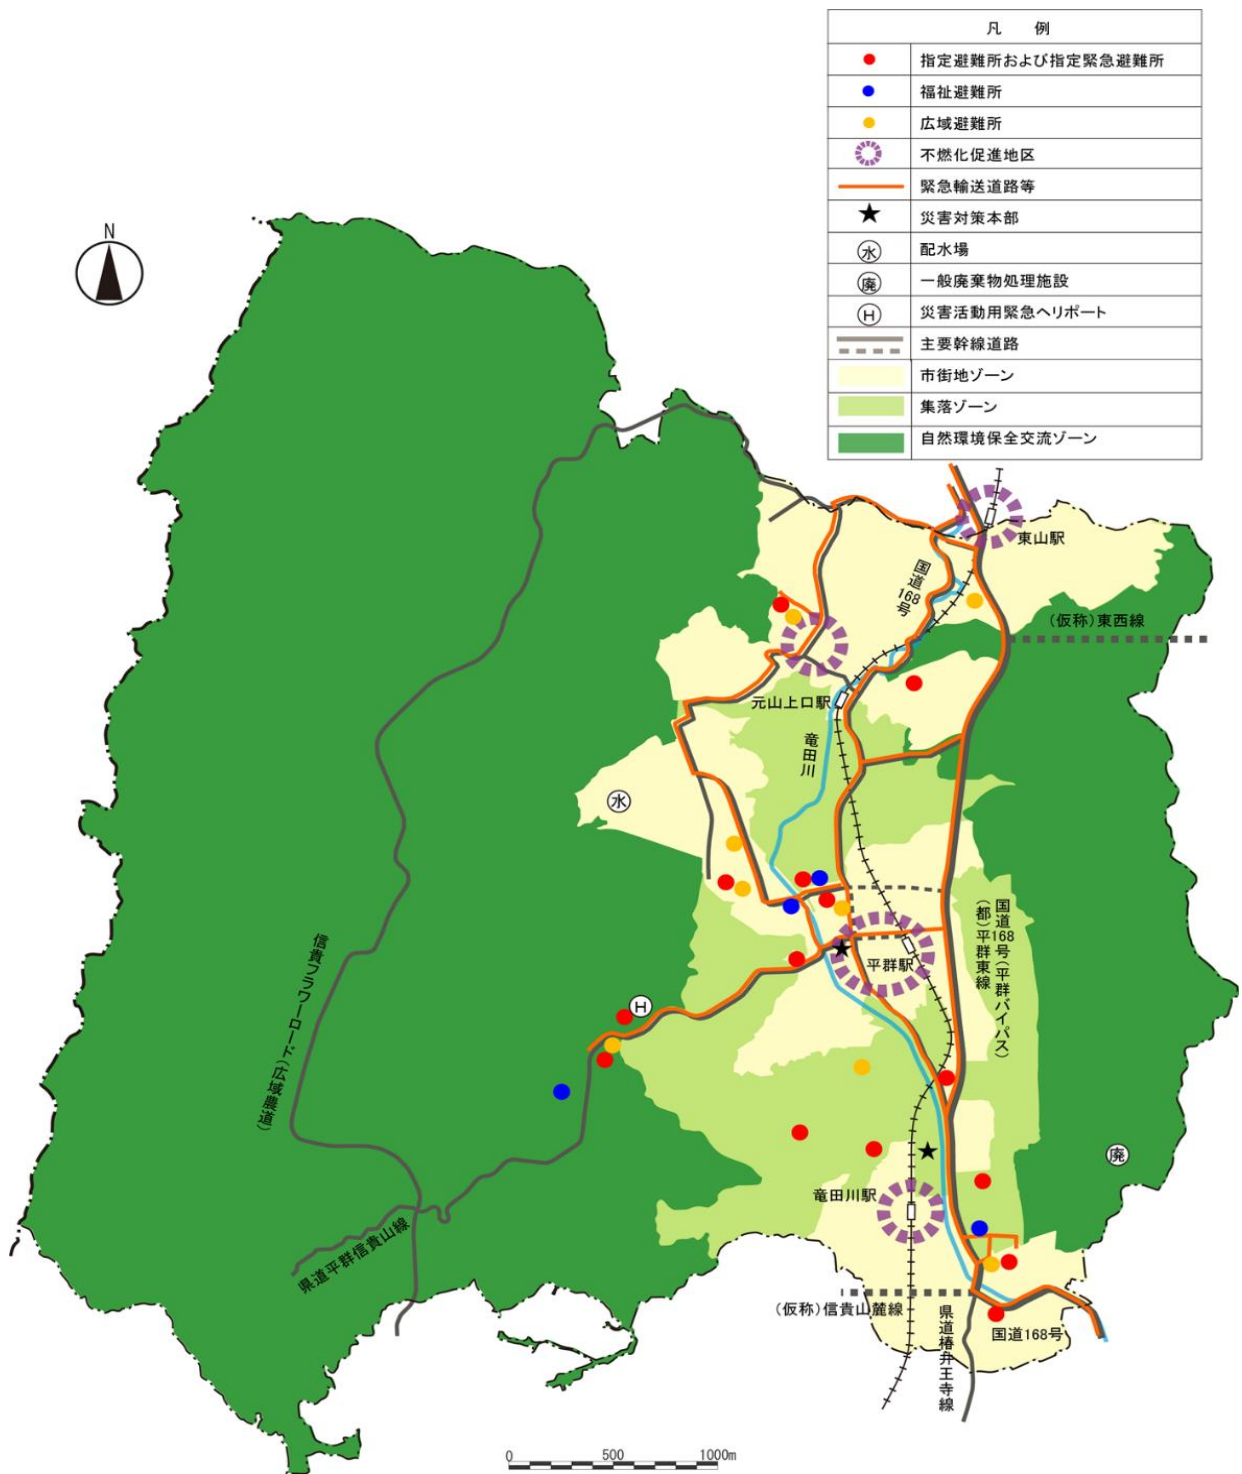 凡　例
指定避難所および指定緊急避難所
福祉避難所
広域避難所
不燃化促進地区
緊急輸送道路等
災害対策本部
水 配水場
廃 一般廃棄物処理施設
H 災害活動用緊急ヘリポート
主要幹線道路
市街地ゾーン
集落ゾーン
自然環境保全交流ゾーン
N
東山駅
国道168号
(仮称)東西線
元山上口駅
竜田川
水
国道168号(平群バイパス)
(都)平群東線
平群駅
信貴フラワーロード(広域農道)
H
廃
竜田川駅
県道平群信貴山線
(仮称)信貴山麓線
県道椿井王寺線
国道168号
0 500 1000m